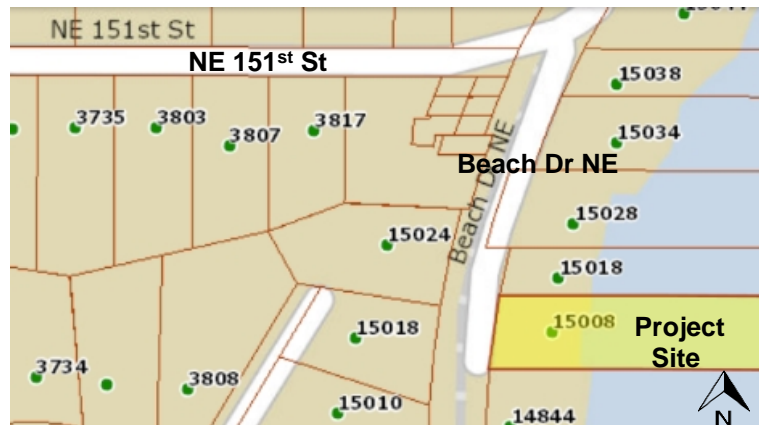 NE 151st St
NE 151st St
15038
3735
3803
3807
3817
15034
Beach Dr NE
Beach Dr NE
15028
15024
15018
15008
Project
Site
15018
3734
3808
15010
14844
N